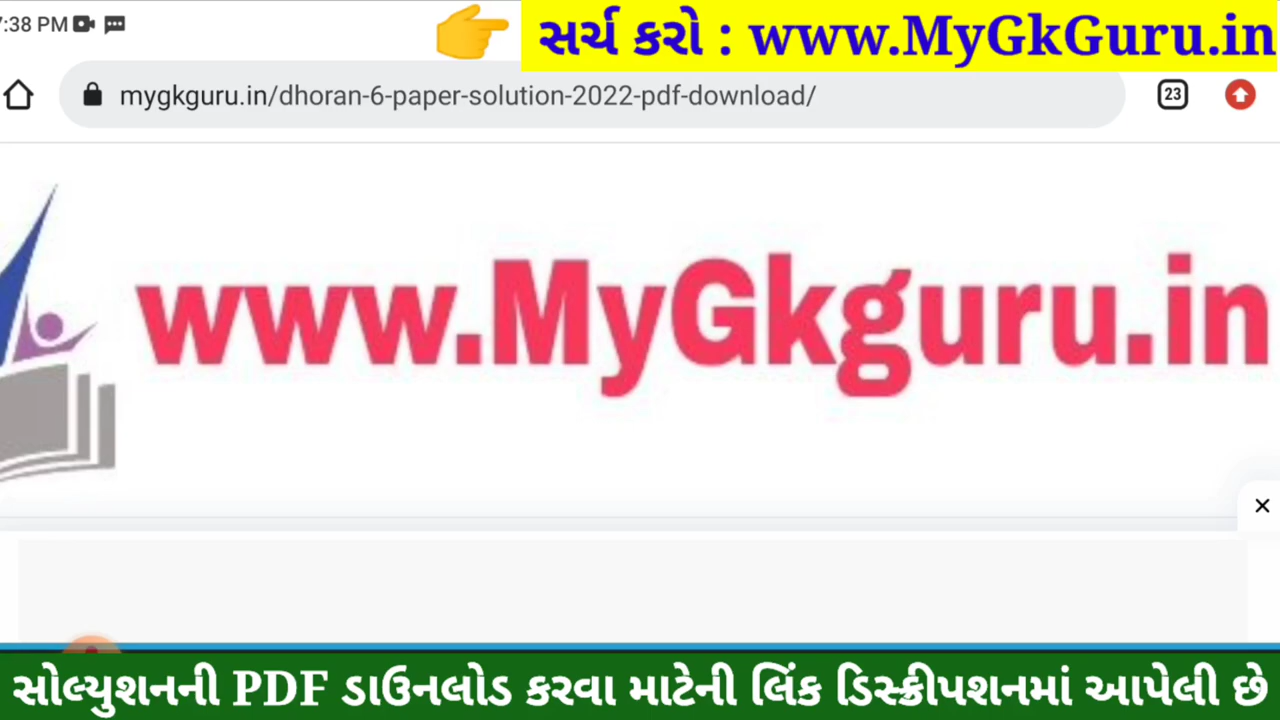 :38 PM
સર્ચ કરો : www.MyGkGuru.in
mygkguru.in/dhoran-6-paper-solution-2022-pdf-download/
23
www.MyGkguru.in
સોલ્યુશનની PDF ડાઉનલોડ કરવા માટેની લિંક ડિસ્ક્રીપશનમાં આપેલી છે